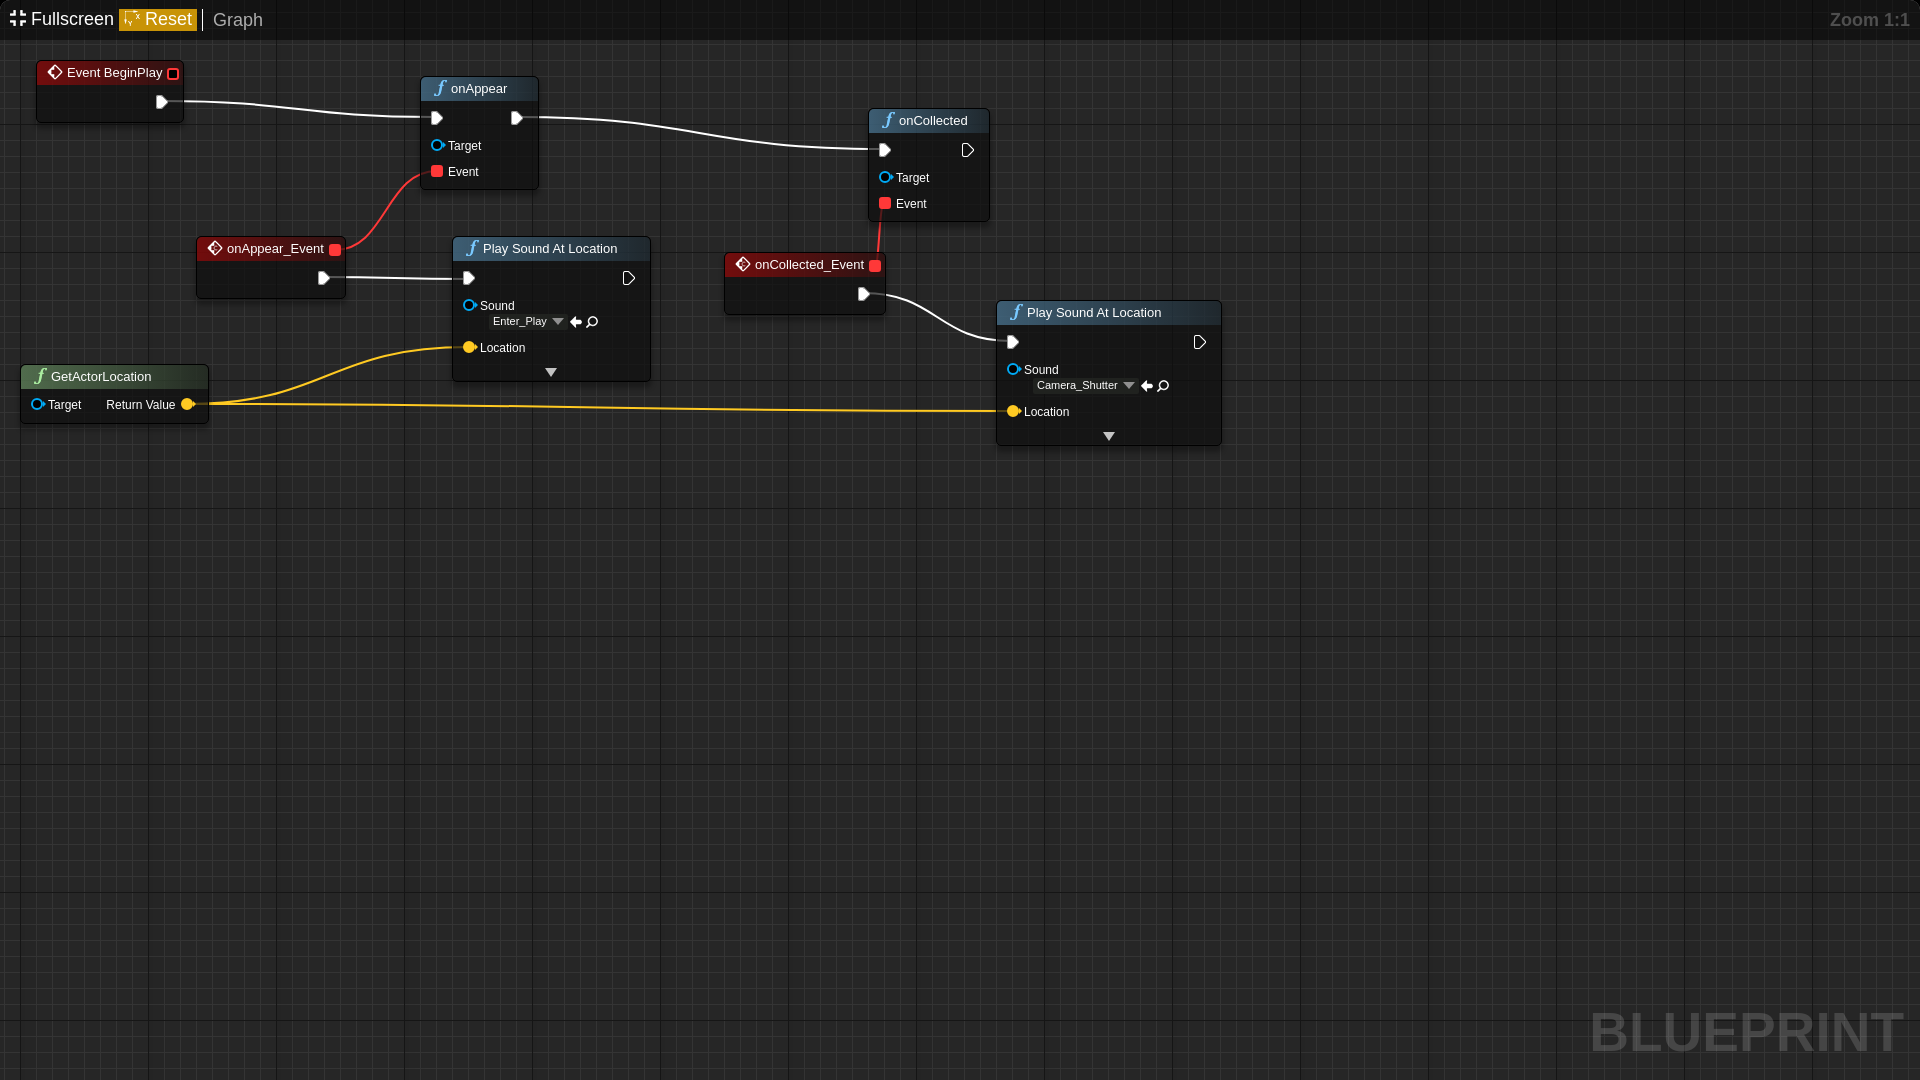 Fullscreen Reset Graph Zoom 1:1
Event BeginPlay
onAppear
Target
Event
onCollected
Target
Event
onAppear_Event
Play Sound At Location
Sound
Enter_Play
Location
onCollected_Event
Play Sound At Location
Sound
Camera_Shutter
Location
GetActorLocation
Target Return Value
BLUEPRINT